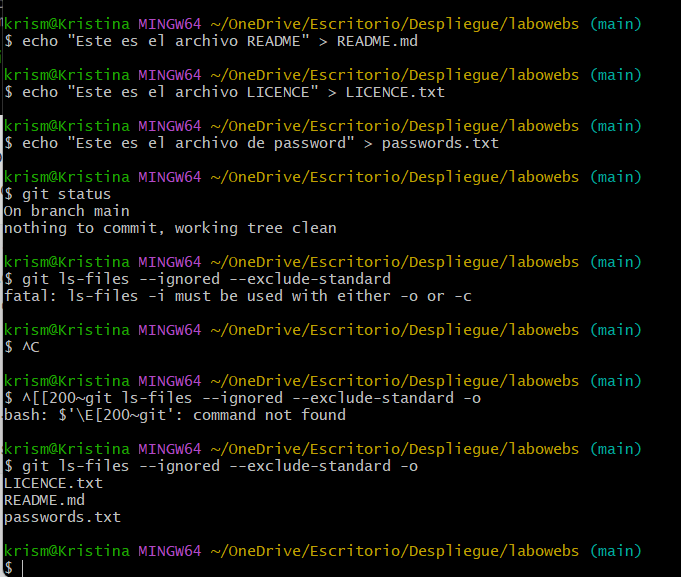 krism@Kristina MINGW64 ~/OneDrive/Escritorio/Despliegue/labowebs (main)
$ echo "Este es el archivo README" > README.md
krism@Kristina MINGW64 ~/OneDrive/Escritorio/Despliegue/labowebs (main)
$ echo "Este es el archivo LICENCE" > LICENCE.txt
krism@Kristina MINGW64 ~/OneDrive/Escritorio/Despliegue/labowebs (main)
$ echo "Este es el archivo de password" > passwords.txt
krism@Kristina MINGW64 ~/OneDrive/Escritorio/Despliegue/labowebs (main)
$ git status
On branch main
nothing to commit, working tree clean
krism@Kristina MINGW64 ~/OneDrive/Escritorio/Despliegue/labowebs (main)
$ git ls-files --ignored --exclude-standard
fatal: ls-files -i must be used with either -o or -c
krism@Kristina MINGW64 ~/OneDrive/Escritorio/Despliegue/labowebs (main)
$ ^C
krism@Kristina MINGW64 ~/OneDrive/Escritorio/Despliegue/labowebs (main)
$ ^[[200~git ls-files --ignored --exclude-standard -o
bash: $'\E[200~git': command not found
krism@Kristina MINGW64 ~/OneDrive/Escritorio/Despliegue/labowebs (main)
$ git ls-files --ignored --exclude-standard -o
LICENCE.txt
README.md
passwords.txt
krism@Kristina MINGW64 ~/OneDrive/Escritorio/Despliegue/labowebs (main)
$